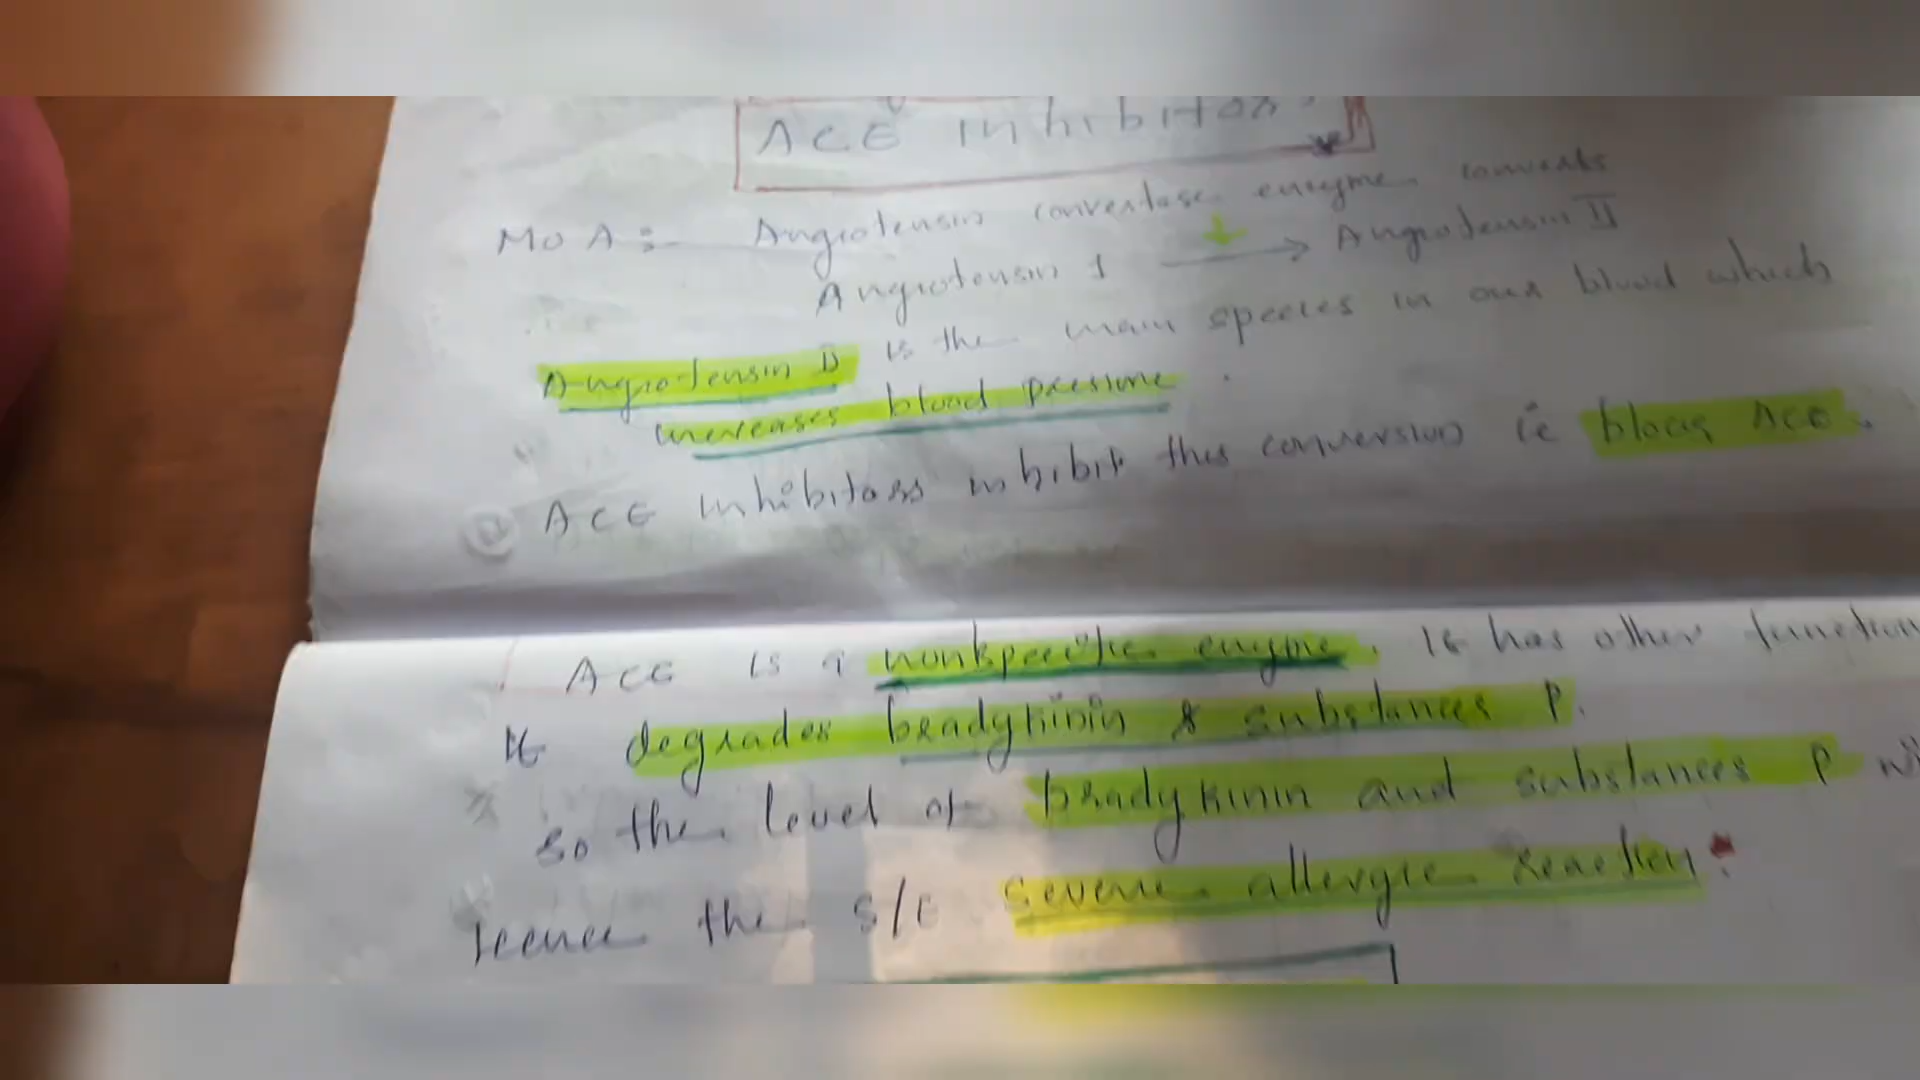 ACE inhibitors
MOA :- Angiotensin convertase enzyme converts
Angiotensin 1 → Angiotensin II
Angiotensin II is the main species in our blood which
increases blood pressure.
ACE inhibitors inhibit this conversion ie block ACE.
ACE is a nonspecific enzyme. It has other function
It degrades bradykinin & substances P.
so the level of bradykinin and substances P
Hence the S/E severe allergic reaction.